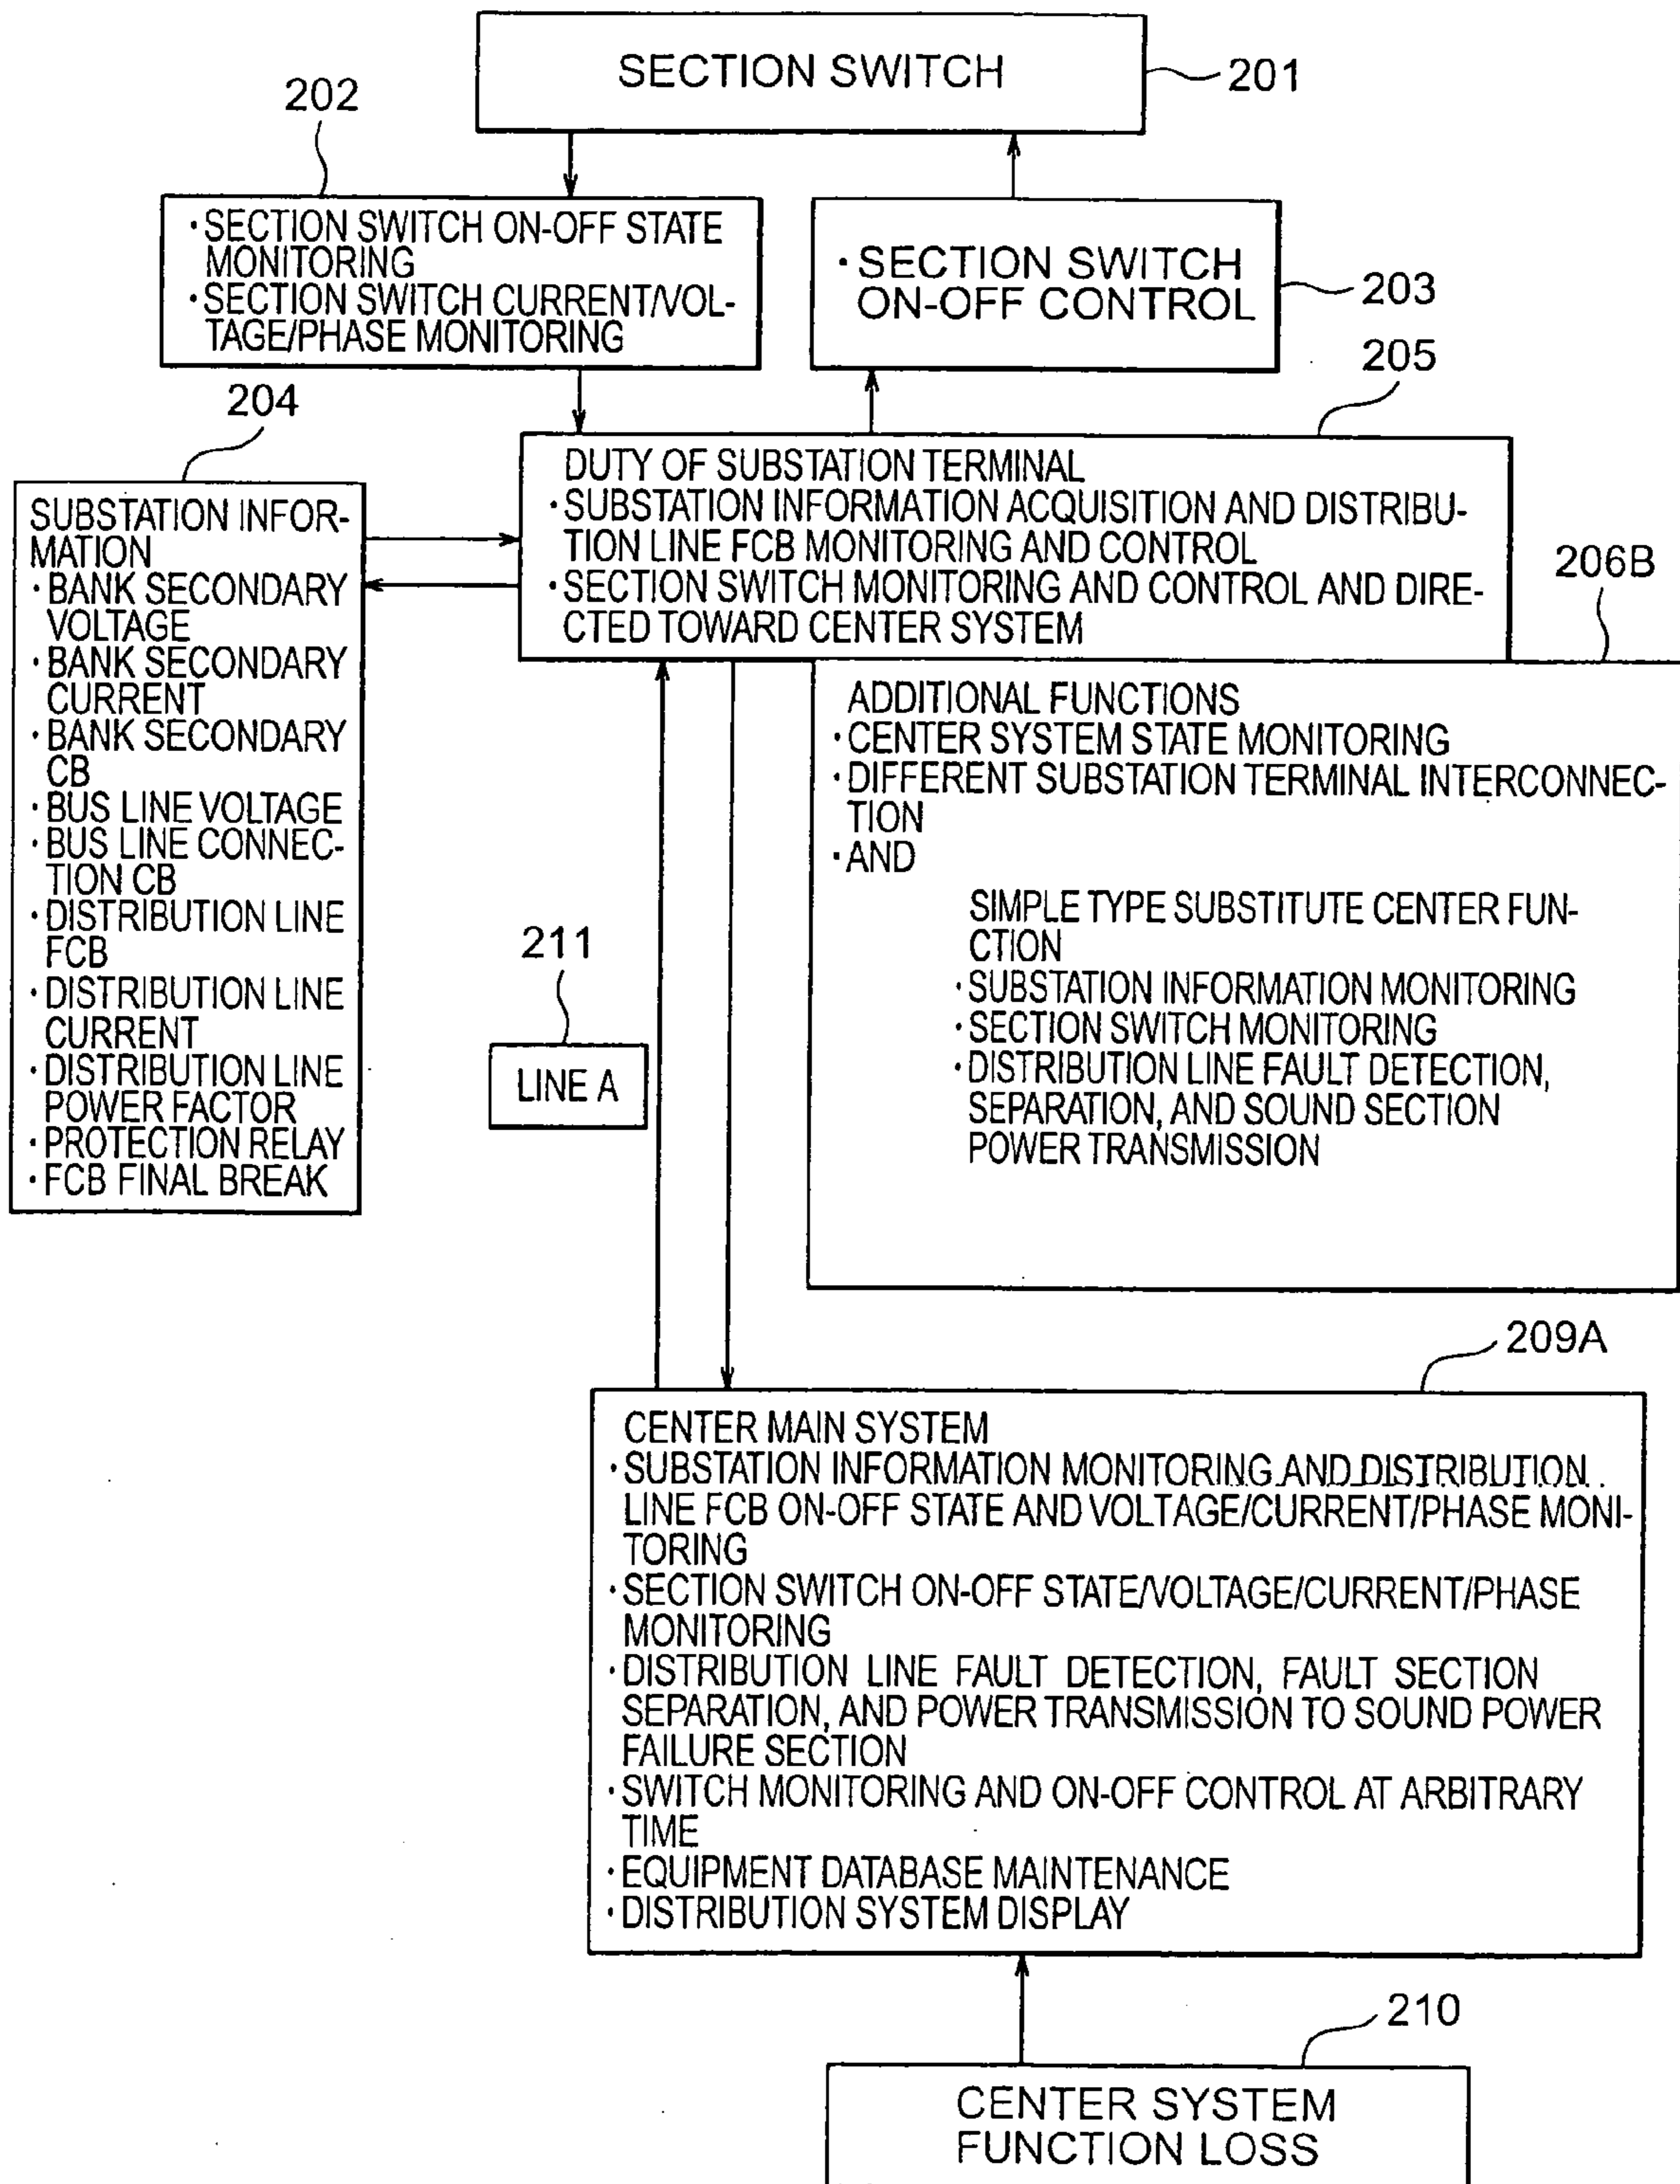 SECTION SWITCH
201
202
·SECTION SWITCH ON-OFF STATE
MONITORING
·SECTION SWITCH CURRENT/VOL-
TAGE/PHASE MONITORING
·SECTION SWITCH
ON-OFF CONTROL
203
205
204
DUTY OF SUBSTATION TERMINAL
·SUBSTATION INFORMATION ACQUISITION AND DISTRIBU-
TION LINE FCB MONITORING AND CONTROL
·SECTION SWITCH MONITORING AND CONTROL AND DIRE-
CTED TOWARD CENTER SYSTEM
SUBSTATION INFOR-
MATION
·BANK SECONDARY
VOLTAGE
·BANK SECONDARY
CURRENT
·BANK SECONDARY
CB
·BUS LINE VOLTAGE
·BUS LINE CONNEC-
TION CB
·DISTRIBUTION LINE
FCB
·DISTRIBUTION LINE
CURRENT
·DISTRIBUTION LINE
POWER FACTOR
·PROTECTION RELAY
·FCB FINAL BREAK
206B
ADDITIONAL FUNCTIONS
·CENTER SYSTEM STATE MONITORING
·DIFFERENT SUBSTATION TERMINAL INTERCONNEC-
TION
·AND
SIMPLE TYPE SUBSTITUTE CENTER FUN-
CTION
·SUBSTATION INFORMATION MONITORING
·SECTION SWITCH MONITORING
·DISTRIBUTION LINE FAULT DETECTION,
SEPARATION, AND SOUND SECTION
POWER TRANSMISSION
211
LINE A
209A
CENTER MAIN SYSTEM
·SUBSTATION INFORMATION MONITORING AND DISTRIBUTION
LINE FCB ON-OFF STATE AND VOLTAGE/CURRENT/PHASE MONI-
TORING
·SECTION SWITCH ON-OFF STATE/VOLTAGE/CURRENT/PHASE
MONITORING
·DISTRIBUTION LINE FAULT DETECTION, FAULT SECTION
SEPARATION, AND POWER TRANSMISSION TO SOUND POWER
FAILURE SECTION
·SWITCH MONITORING AND ON-OFF CONTROL AT ARBITRARY
TIME
·EQUIPMENT DATABASE MAINTENANCE
·DISTRIBUTION SYSTEM DISPLAY
210
CENTER SYSTEM
FUNCTION LOSS